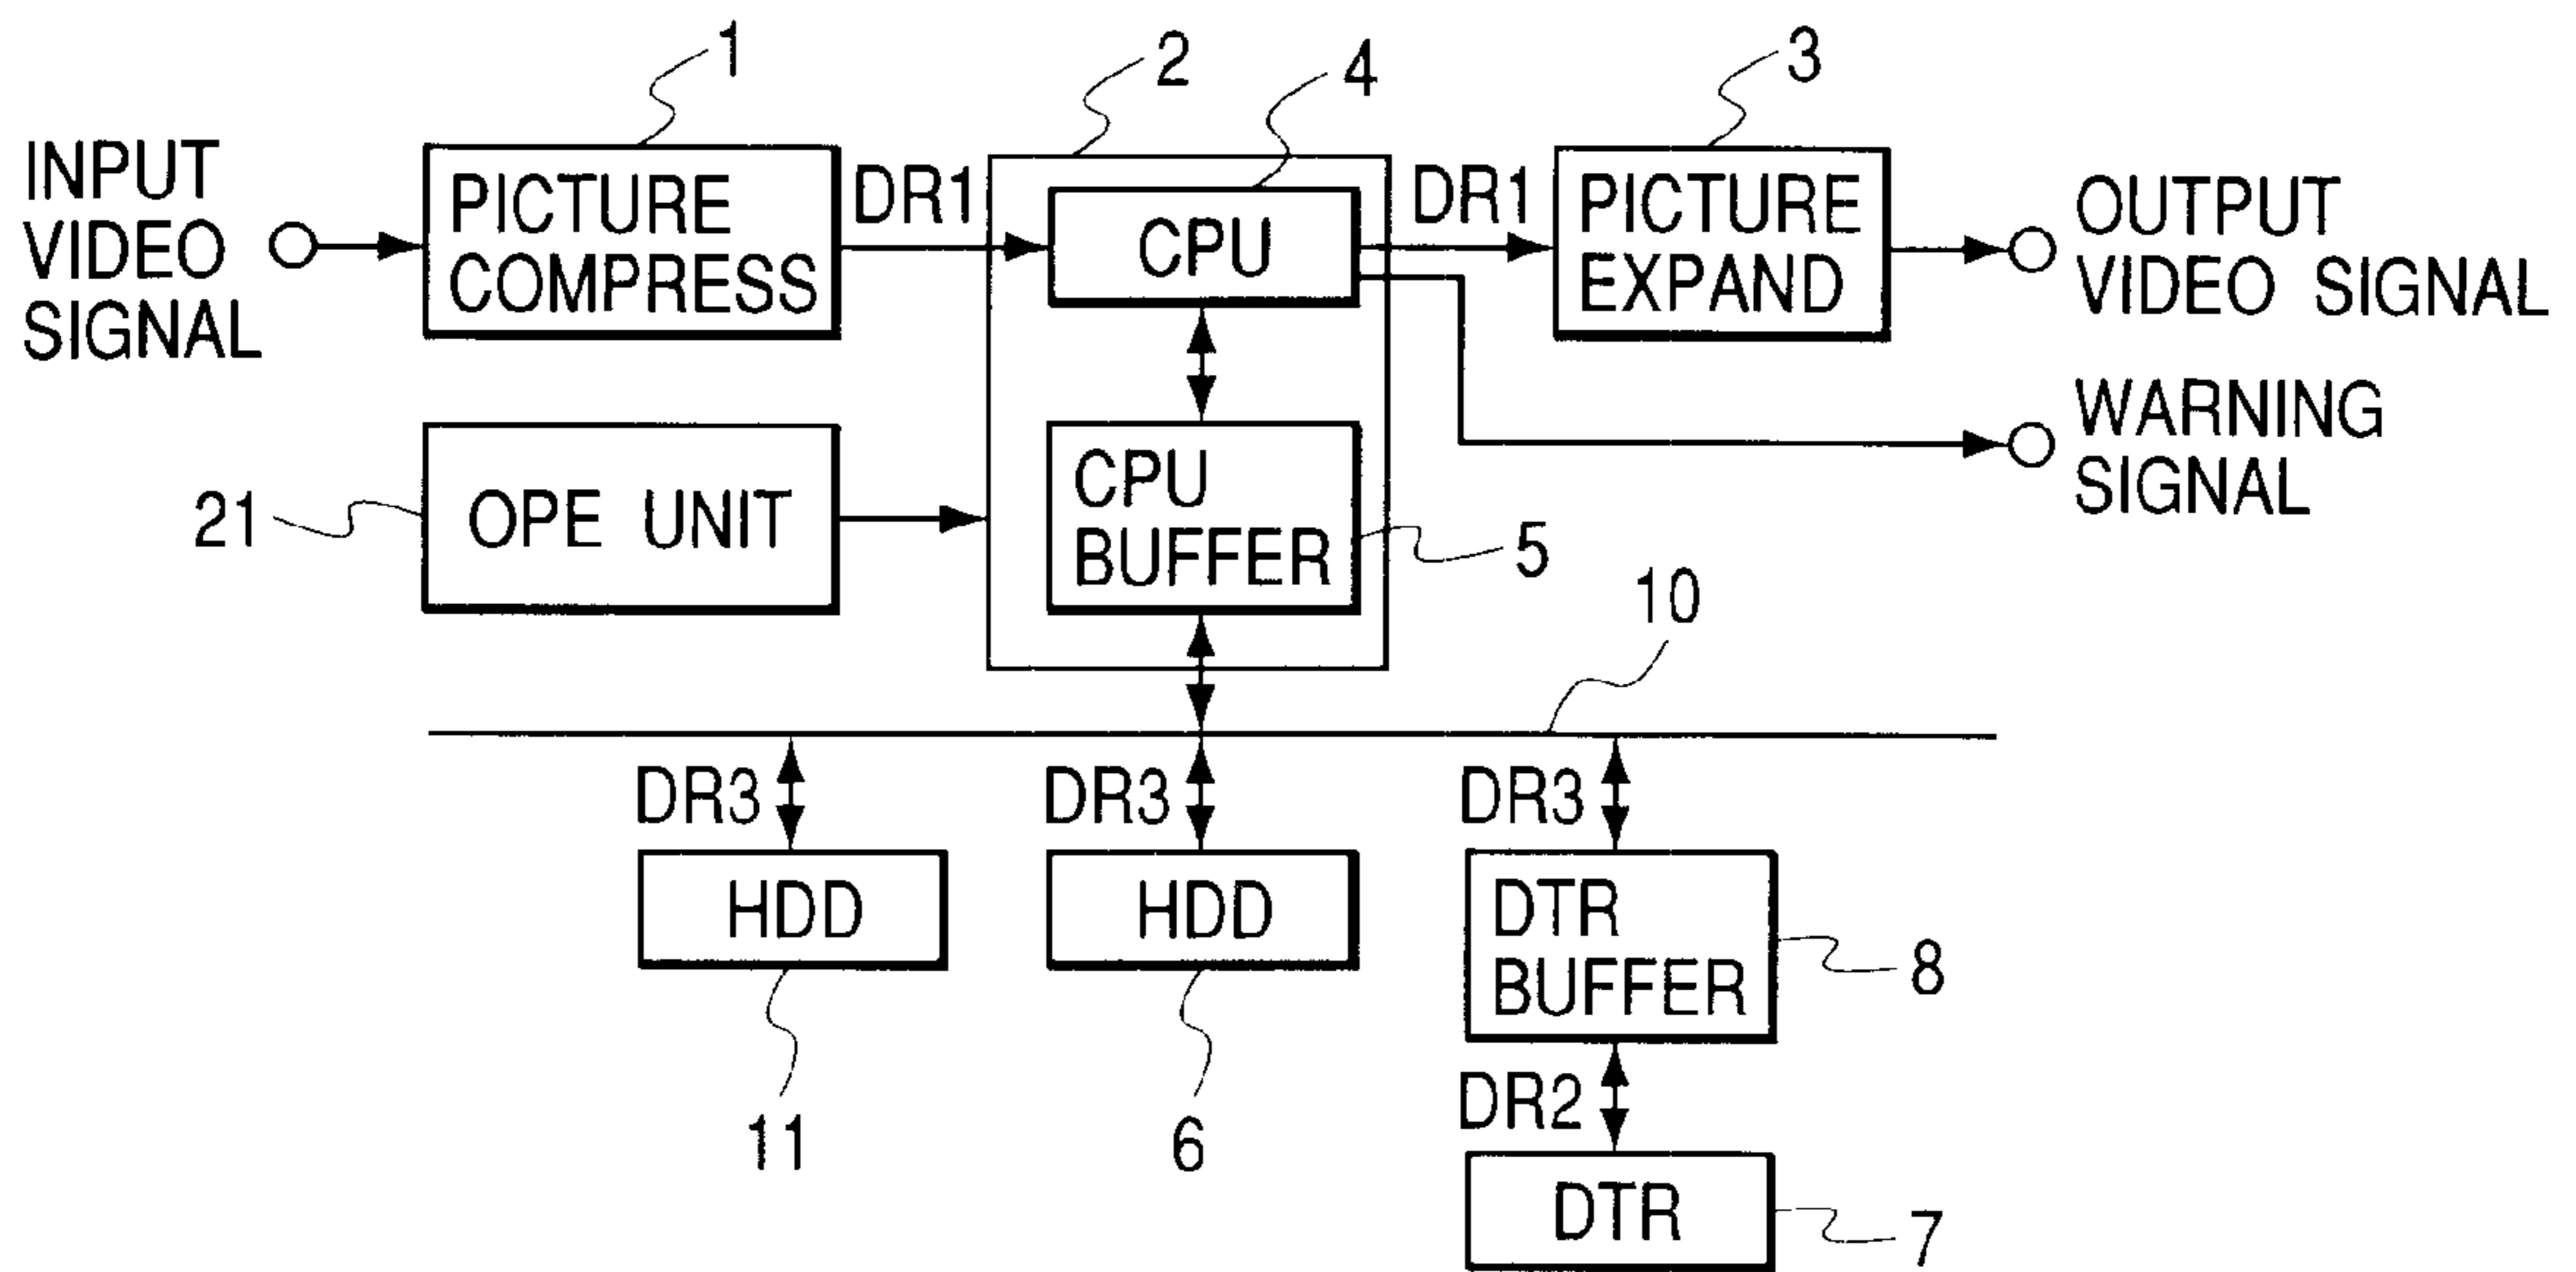 1
2
4
3
INPUT
VIDEO
SIGNAL
PICTURE
COMPRESS
DR1
CPU
DR1
PICTURE
EXPAND
OUTPUT
VIDEO SIGNAL
WARNING
SIGNAL
21
OPE UNIT
CPU
BUFFER
5
10
DR3
DR3
DR3
HDD
HDD
DTR
BUFFER
8
11
6
DR2
DTR
7